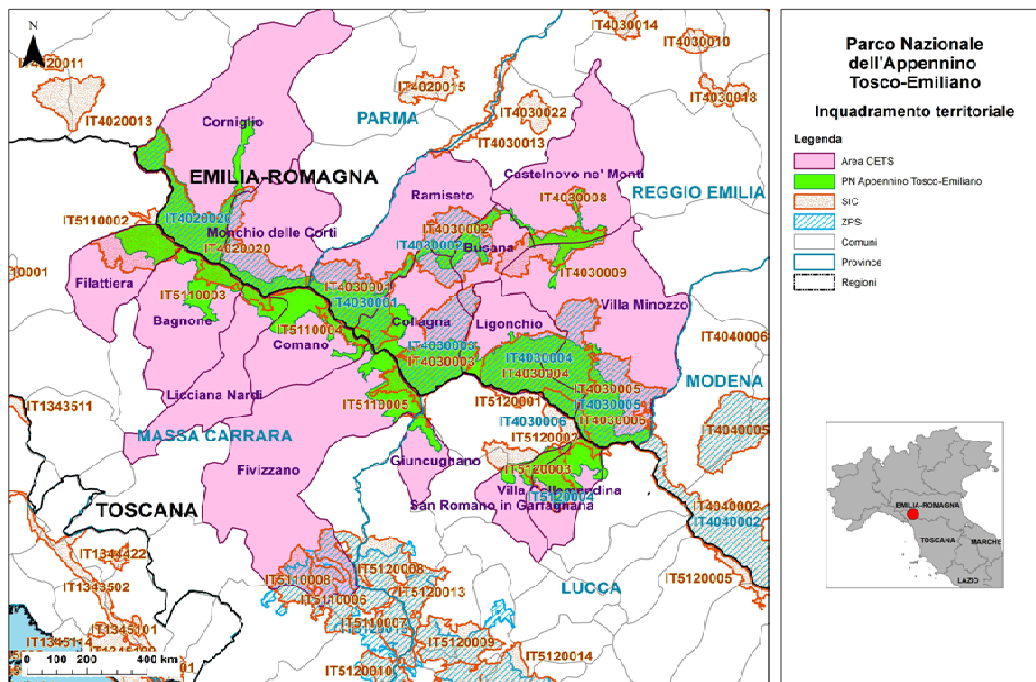 N
IT4020011
IT4020013
IT4020015
IT4030014
IT4030010
IT4030018
IT4030022
IT4030013
PARMA
Corniglio
EMILIA-ROMAGNA
Castelnovo ne' Monti
REGGIO EMILIA
IT4030008
Ramiseto
IT4030002
IT4030002
Busana
IT4030009
IT5110002
IT4020020
Monchio delle Corti
IT4020020
Filattiera
IT5110003
Bagnone
IT5110004
Comano
IT4030001
IT4030001
Collagna
Ligonchio
Villa Minozzo
IT4030003
IT4030003
IT4030004
IT4030004
IT4030005
IT4030005
IT4030006
IT4040006
MODENA
IT4040005
Licciana Nardi
IT1343511
MASSA CARRARA
IT5110005
IT5120001
IT4030006
IT5120002
Fivizzano
Giuncugnano
IT5120003
San Romano in Garfagnana
TOSCANA
IT4040002
IT4040002
IT1344422
IT1343502
IT5110008
IT5120008
IT5110006
IT5120013
LUCCA
IT5120005
IT1345101
IT1345114
IT5110007
IT5120009
IT5120010
IT5120014
0 100 200 400 km
Parco Nazionale
dell'Appennino
Tosco-Emiliano
Inquadramento territoriale
Legenda
Area CETS
PN Appennino Tosco-Emiliano
SIC
ZPS
Comuni
Province
Regioni
EMILIA-ROMAGNA
TOSCANA
MARCHE
LAZIO